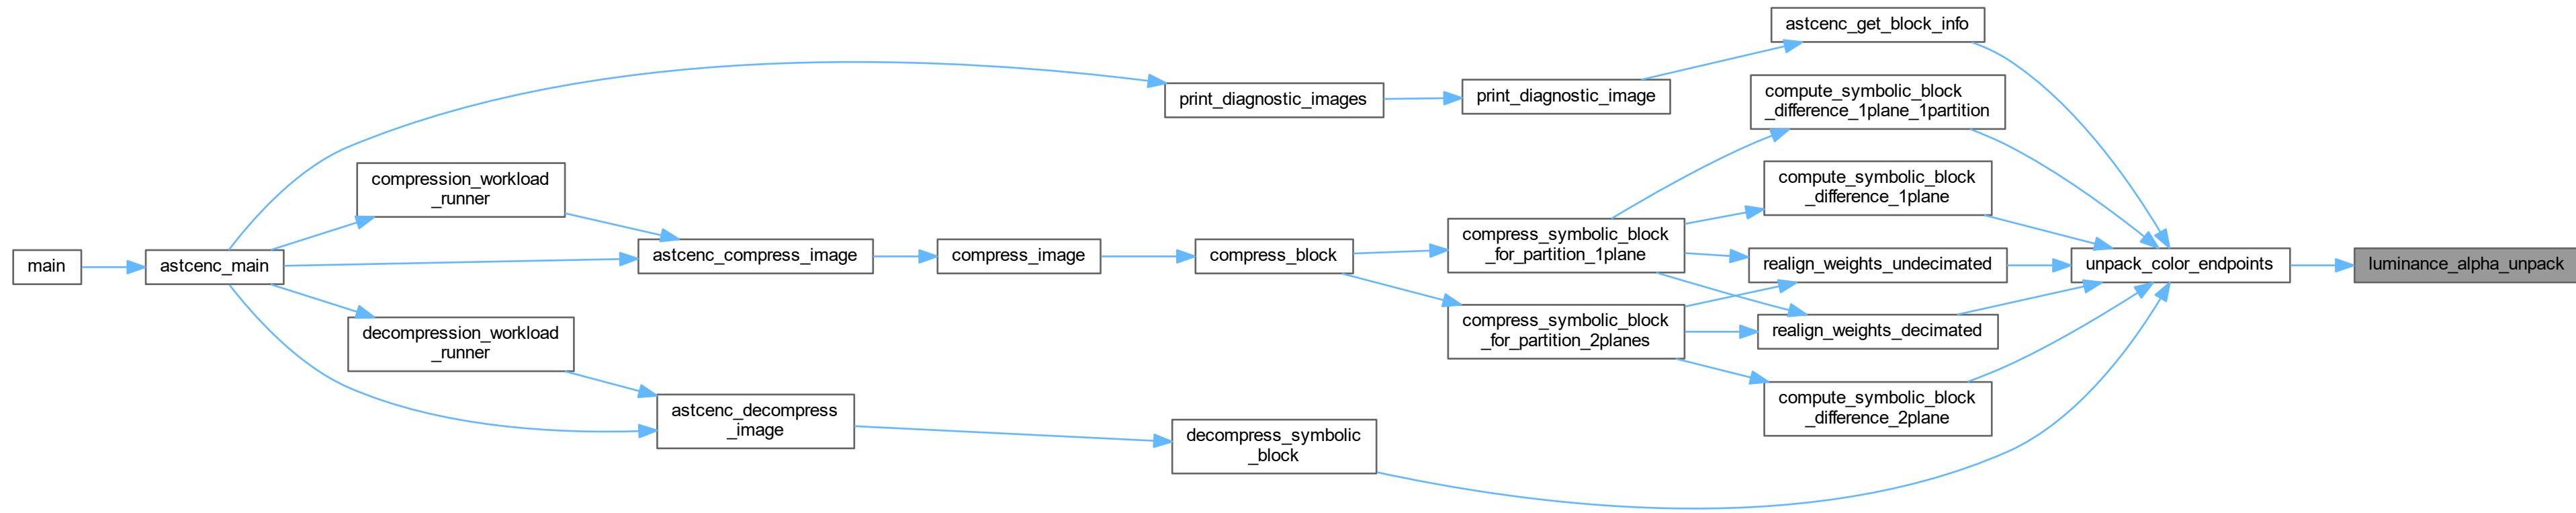 astcenc_get_block_info
print_diagnostic_images
print_diagnostic_image
compute_symbolic_block
_difference_1plane_1partition
compression_workload
_runner
compute_symbolic_block
_difference_1plane
main
astcenc_main
astcenc_compress_image
compress_image
compress_block
compress_symbolic_block
_for_partition_1plane
realign_weights_undecimated
unpack_color_endpoints
luminance_alpha_unpack
decompression_workload
_runner
compress_symbolic_block
_for_partition_2planes
realign_weights_decimated
astcenc_decompress
_image
decompress_symbolic
_block
compute_symbolic_block
_difference_2plane